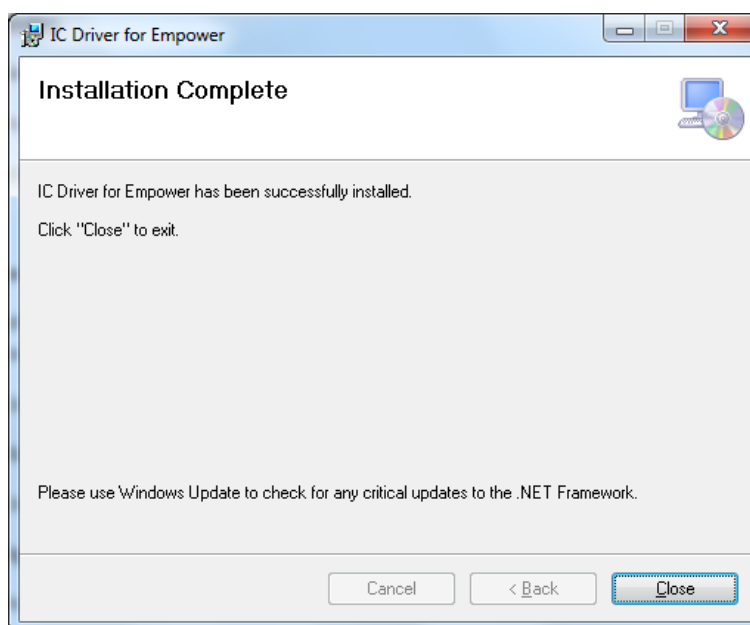 IC Driver for Empower
Installation Complete
IC Driver for Empower has been successfully installed.
Click "Close" to exit.
Please use Windows Update to check for any critical updates to the .NET Framework.
Cancel
< Back
Close